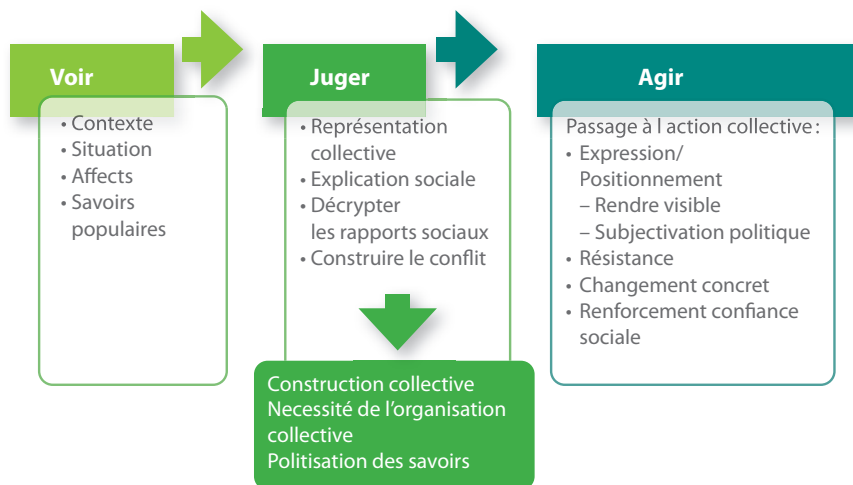 Voir
• Contexte
• Situation
• Affects
• Savoirs
populaires
Juger
• Représentation
collective
• Explication sociale
• Décrypter
les rapports sociaux
• Construire le conflit
Construction collective
Necessité de l'organisation
collective
Politisation des savoirs
Agir
Passage à l action collective :
• Expression/
Positionnement
– Rendre visible
– Subjectivation politique
• Résistance
• Changement concret
• Renforcement confiance
sociale